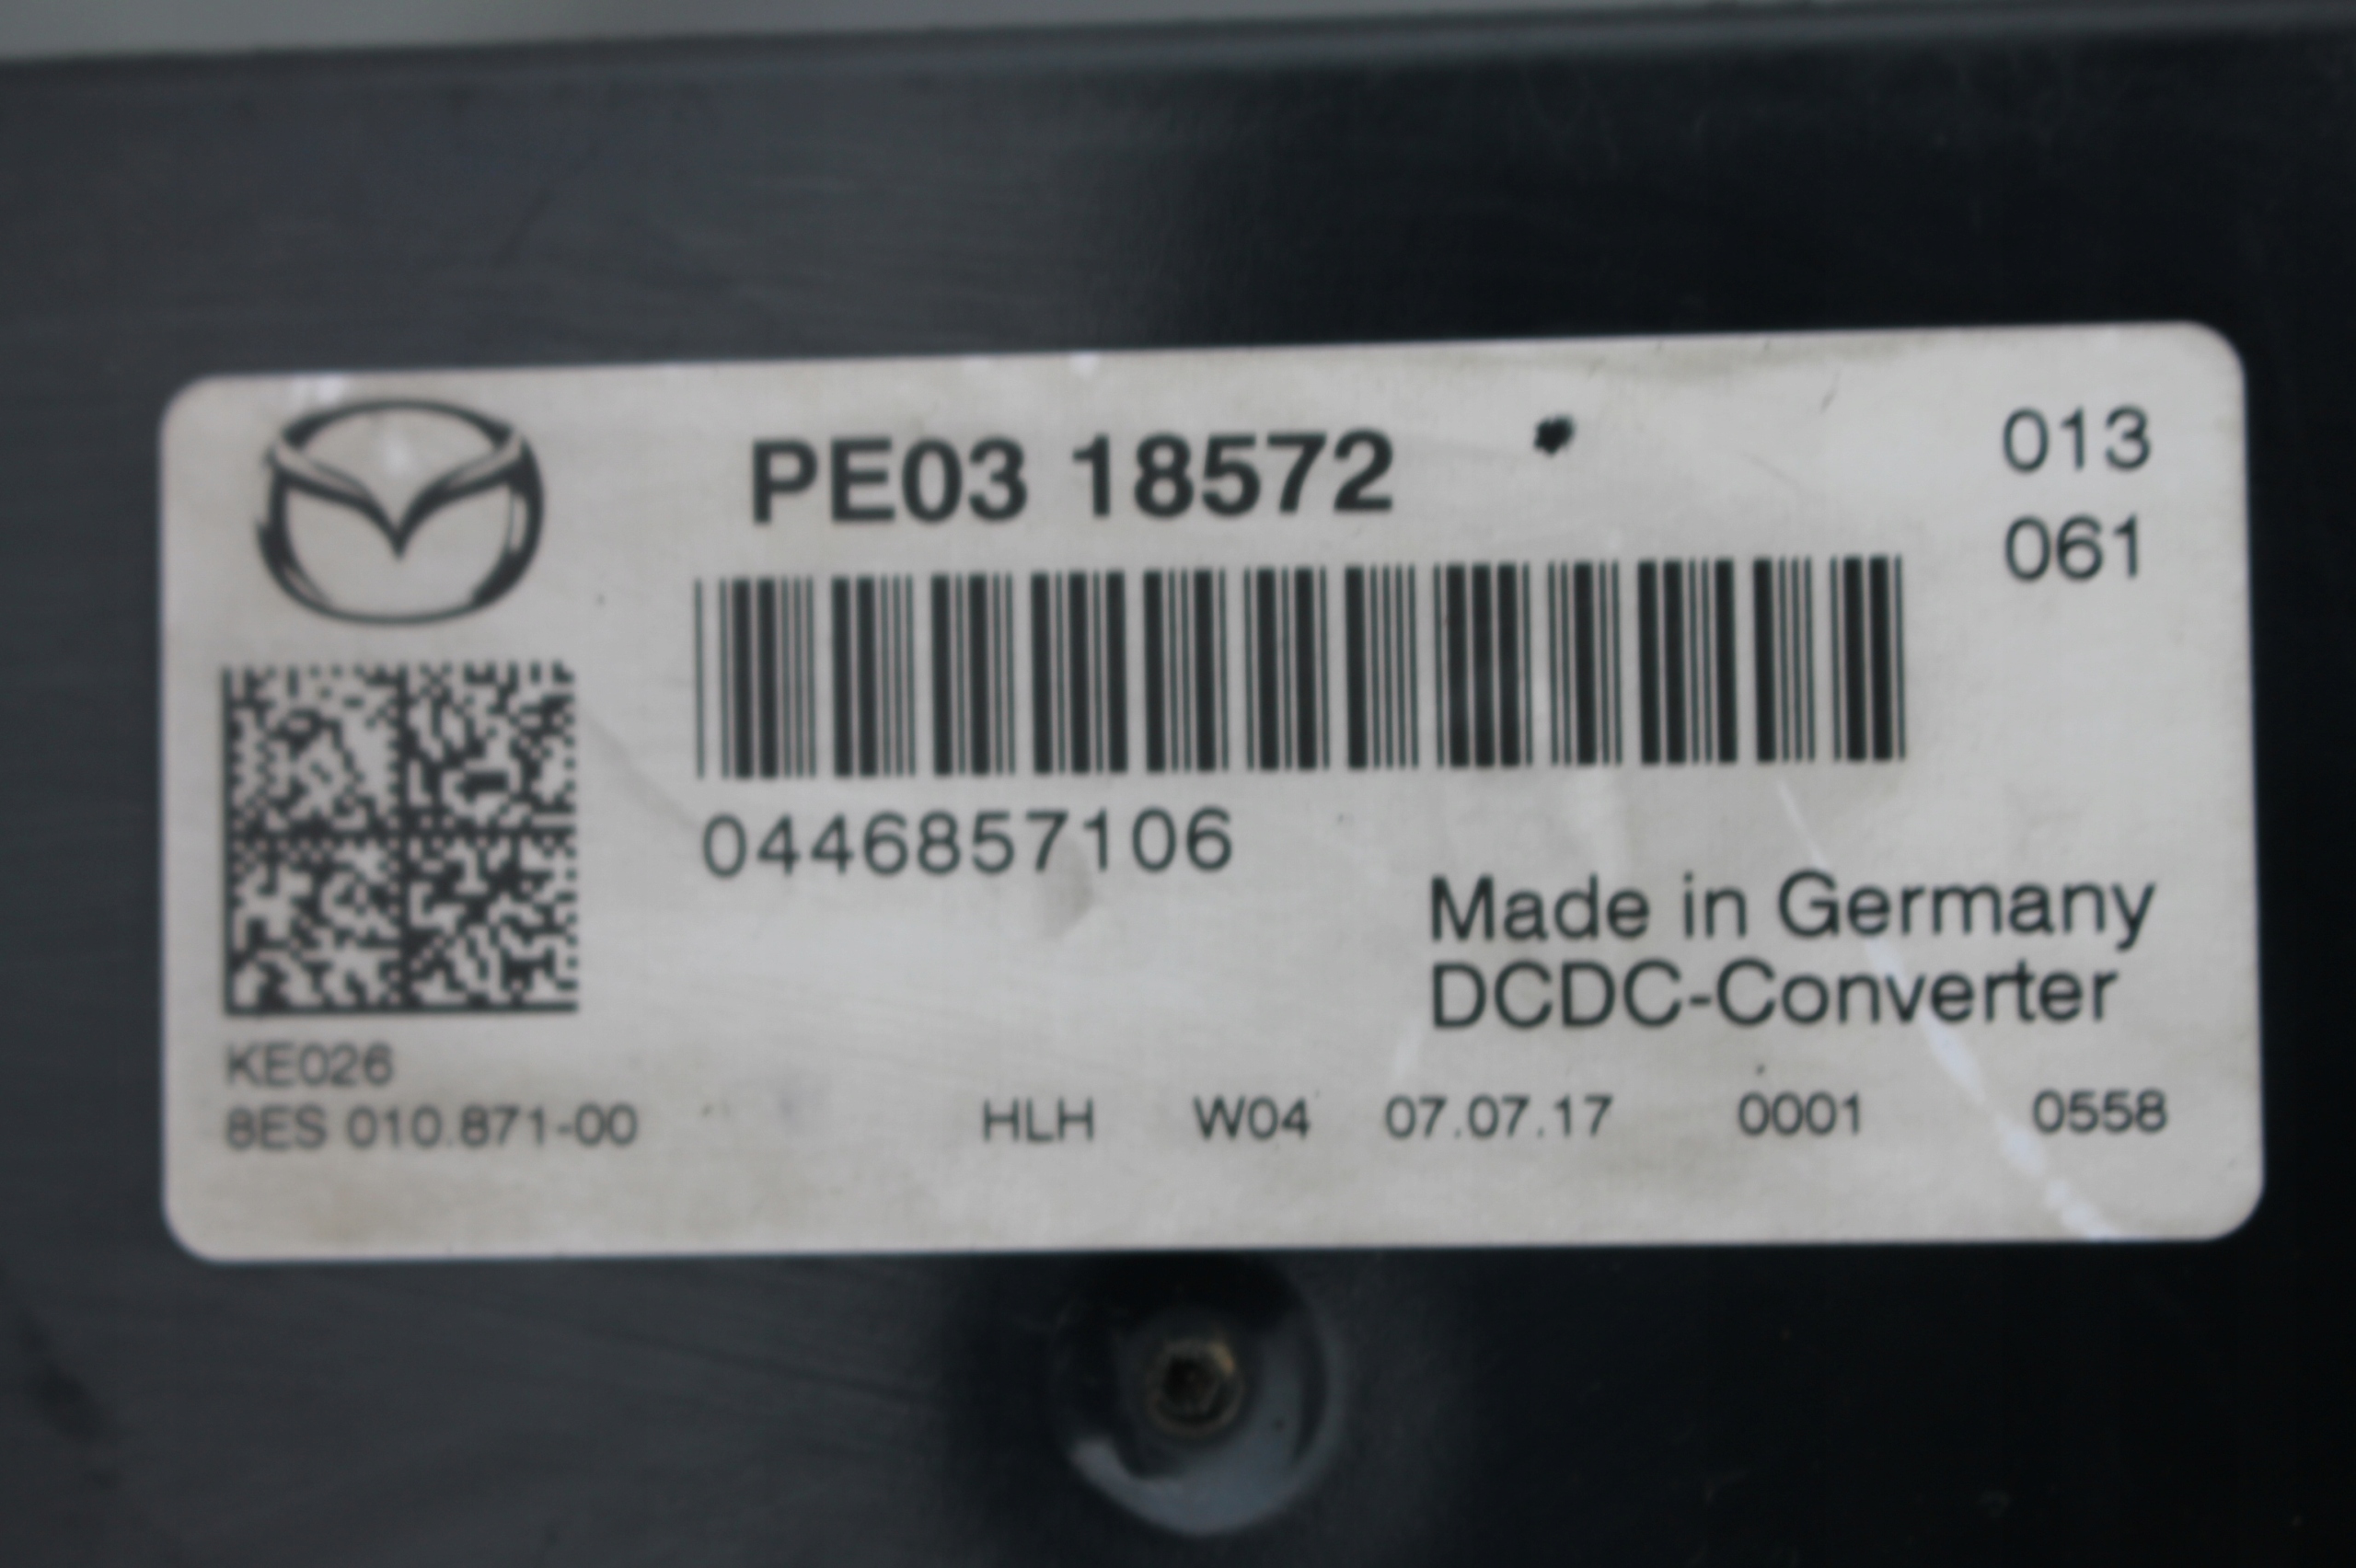 PE03 18572
013
061
0446857106
Made in Germany
DCDC-Converter
KE026
8ES 010.871-00 HLH W04 07.07.17 0001 0558